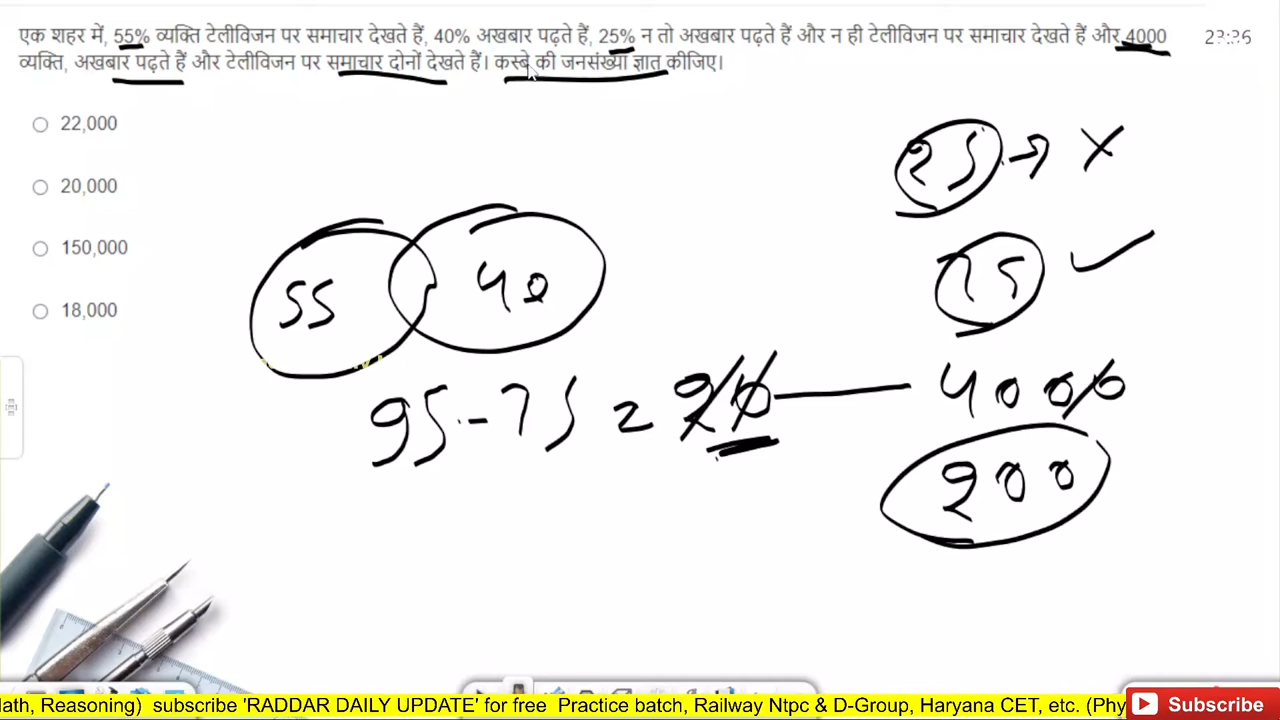 एक शहर में, 55% व्यक्ति टेलीविजन पर समाचार देखते हैं, 40% अखबार पढ़ते हैं, 25% न तो अखबार पढ़ते हैं और न ही टेलीविजन पर समाचार देखते हैं और 4000
व्यक्ति, अखबार पढ़ते हैं और टेलीविजन पर समाचार दोनों देखते हैं। कस्बे की जनसंख्या ज्ञात कीजिए।
22,000
20,000
150,000
18,000
25 → ×
75 ✓
55 40
95 - 75 = 20 — 4000
200
Math, Reasoning) subscribe 'RADDAR DAILY UPDATE' for free Practice batch, Railway Ntpc & D-Group, Haryana CET, etc. (Phy
Subscribe